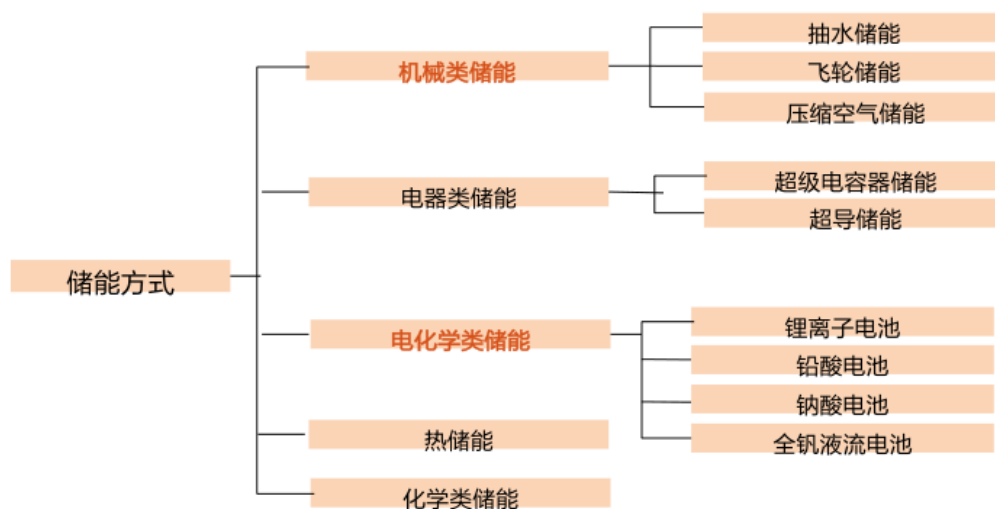 储能方式
机械类储能
抽水储能
飞轮储能
压缩空气储能
电器类储能
超级电容器储能
超导储能
电化学类储能
锂离子电池
铅酸电池
钠酸电池
全钒液流电池
热储能
化学类储能